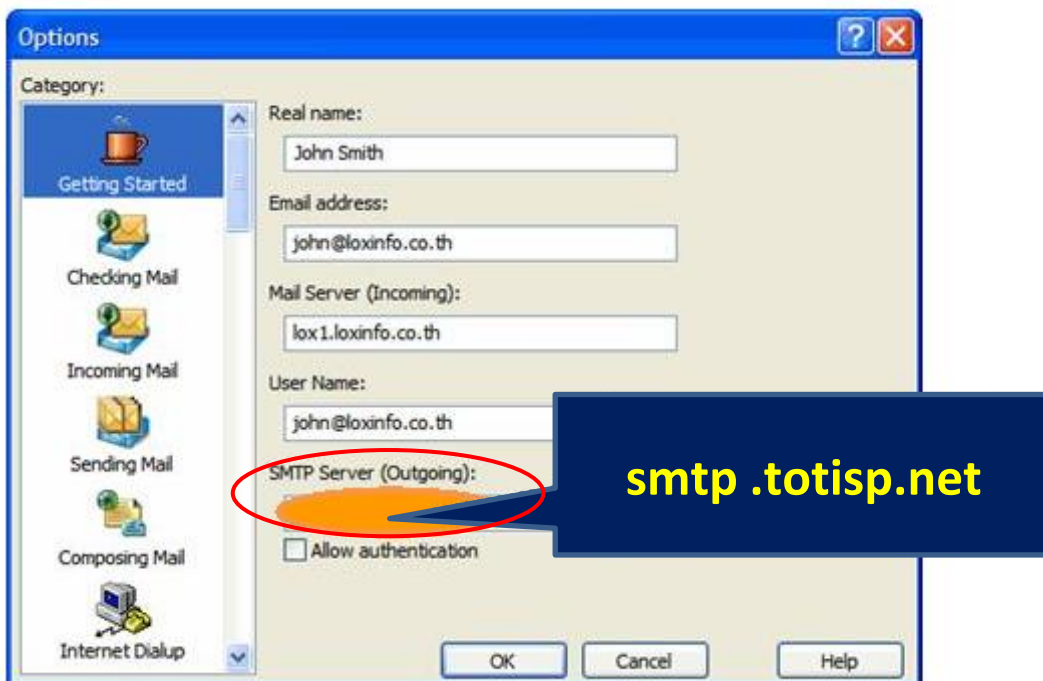 Options
Category:
Getting Started
Checking Mail
Incoming Mail
Sending Mail
Composing Mail
Internet Dialup
Real name:
John Smith
Email address:
john@loxinfo.co.th
Mail Server (Incoming):
lox1.loxinfo.co.th
User Name:
john@loxinfo.co.th
SMTP Server (Outgoing):
smtp .totisp.net
Allow authentication
OK
Cancel
Help